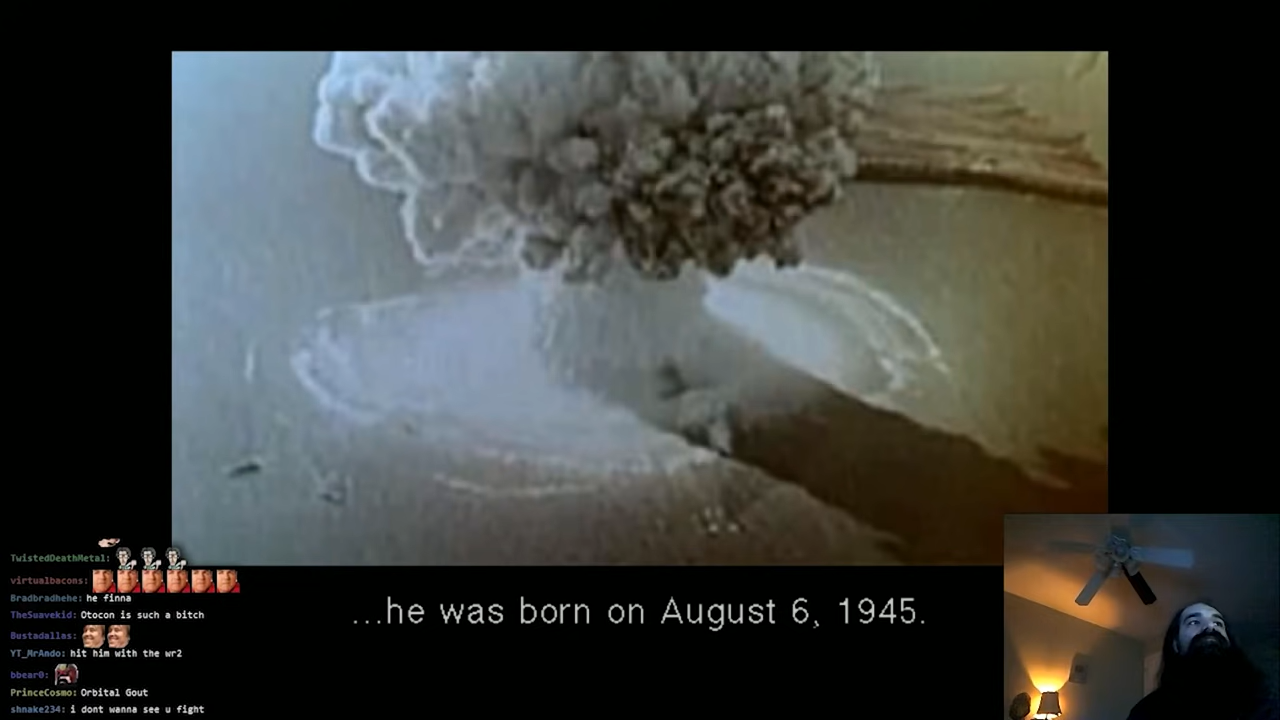 TwistedDeathMetal:
virtualbacons:
Bradbradhehe: he finna
TheSuavekid: Otocon is such a bitch
Bustadallas:
YT_MrAndo: hit him with the wr2
bbear0:
PrinceCosmo: Orbital Gout
shnake234: i dont wanna see u fight
...he was born on August 6, 1945.